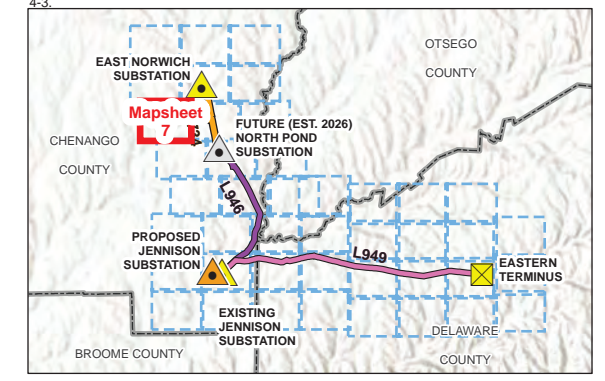 4-3.
OTSEGO
COUNTY
EAST NORWICH
SUBSTATION
Mapsheet
7
FUTURE (EST. 2026)
NORTH POND
SUBSTATION
CHENANGO
COUNTY
L946
PROPOSED
JENNISON
SUBSTATION
L949
EASTERN
TERMINUS
EXISTING
JENNISON
SUBSTATION
DELAWARE
COUNTY
BROOME COUNTY